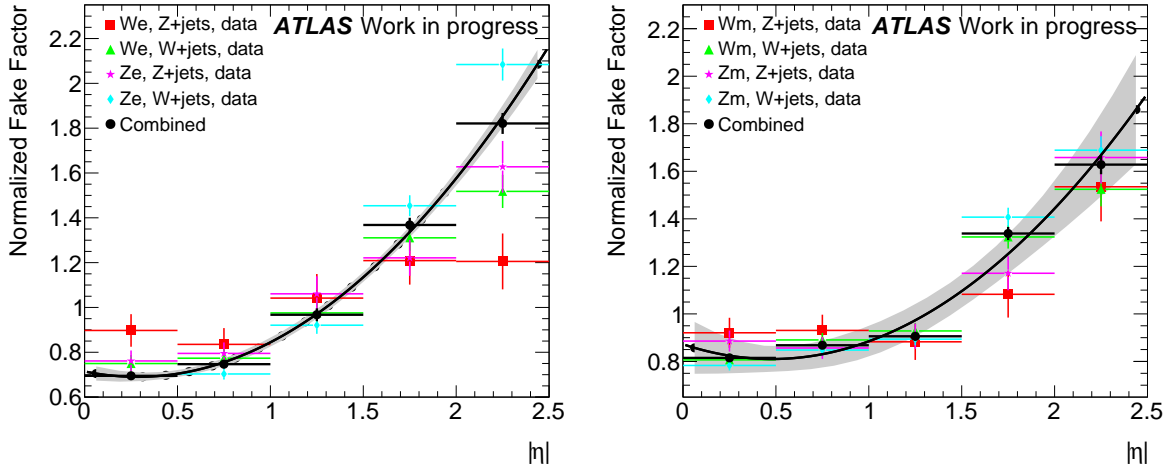 ATLAS Work in progress
We, Z+jets, data
We, W+jets, data
Ze, Z+jets, data
Ze, W+jets, data
Combined
Normalized Fake Factor
2.2
2
1.8
1.6
1.4
1.2
1
0.8
0.6
0 0.5 1 1.5 2 2.5
|η|
ATLAS Work in progress
Wm, Z+jets, data
Wm, W+jets, data
Zm, Z+jets, data
Zm, W+jets, data
Combined
Normalized Fake Factor
2.2
2
1.8
1.6
1.4
1.2
1
0.8
0.6
0 0.5 1 1.5 2 2.5
|η|